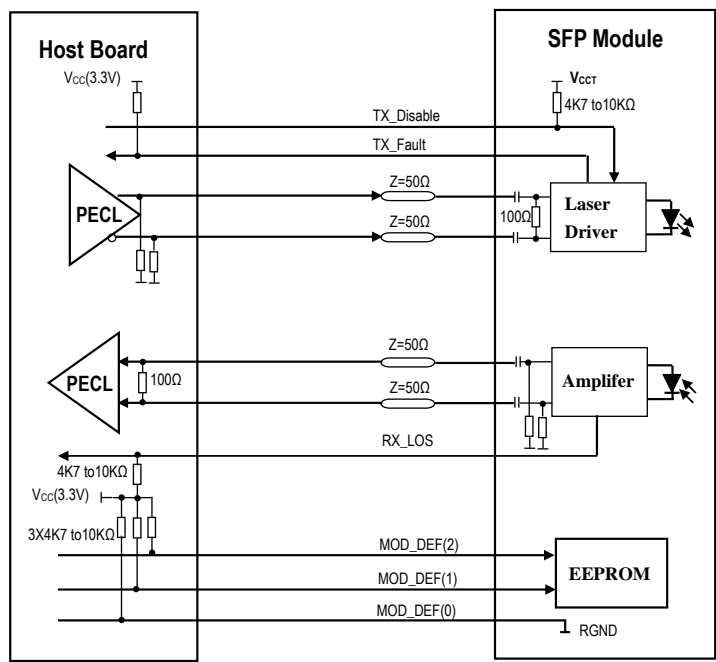 Host Board
SFP Module
Vcc(3.3V)
VCCT
4K7 to10KΩ
TX_Disable
TX_Fault
PECL
Z=50Ω
Z=50Ω
100Ω
Laser
Driver
PECL
100Ω
Z=50Ω
Z=50Ω
Amplifer
RX_LOS
4K7 to10KΩ
Vcc(3.3V)
3X4K7 to10KΩ
MOD_DEF(2)
MOD_DEF(1)
MOD_DEF(0)
EEPROM
RGND